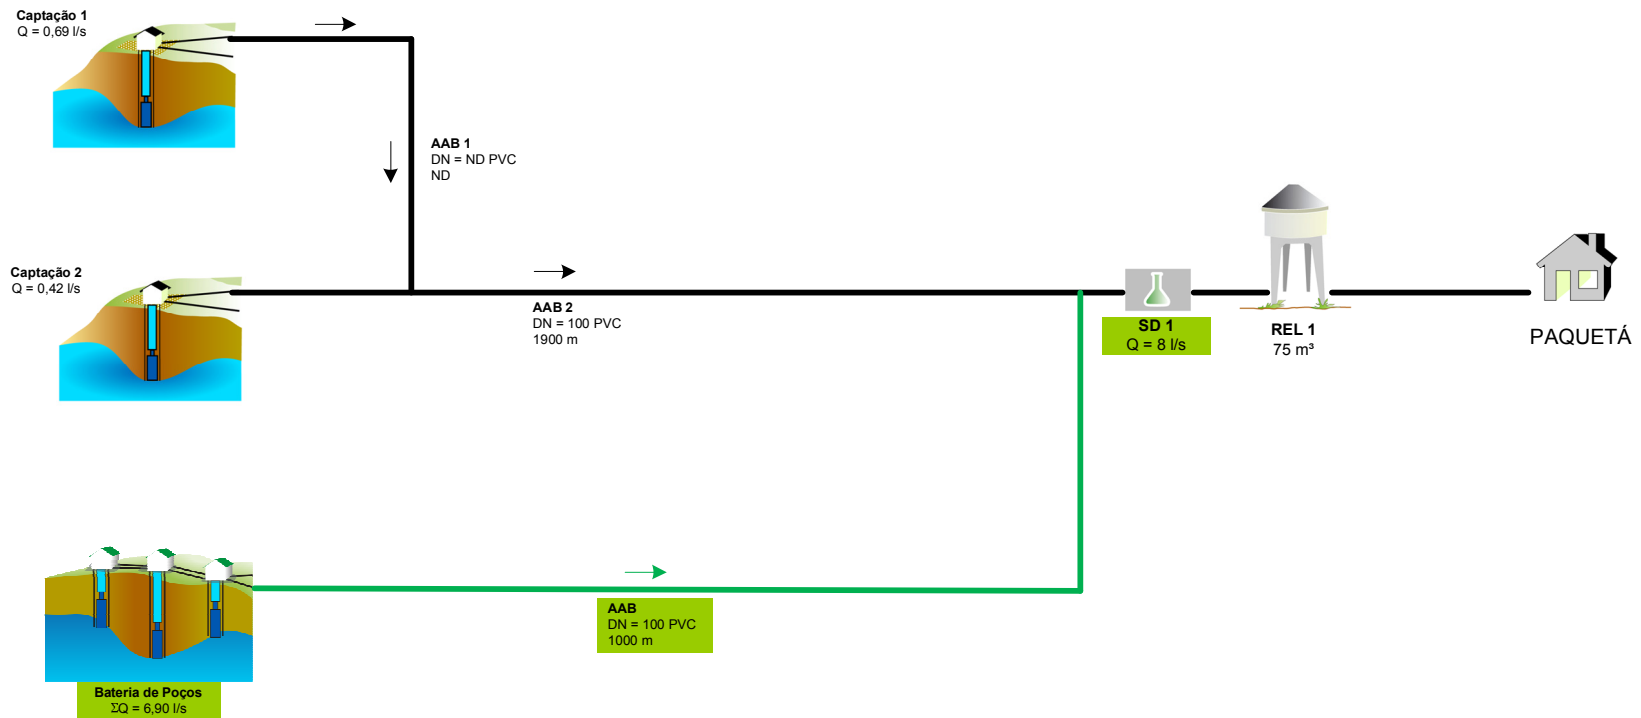 Captação 1
Q = 0,69 l/s
AAB 1
DN = ND PVC
ND
Captação 2
Q = 0,42 l/s
AAB 2
DN = 100 PVC
1900 m
SD 1
Q = 8 l/s
REL 1
75 m³
PAQUETÁ
AAB
DN = 100 PVC
1000 m
Bateria de Poços
ΣQ = 6,90 l/s